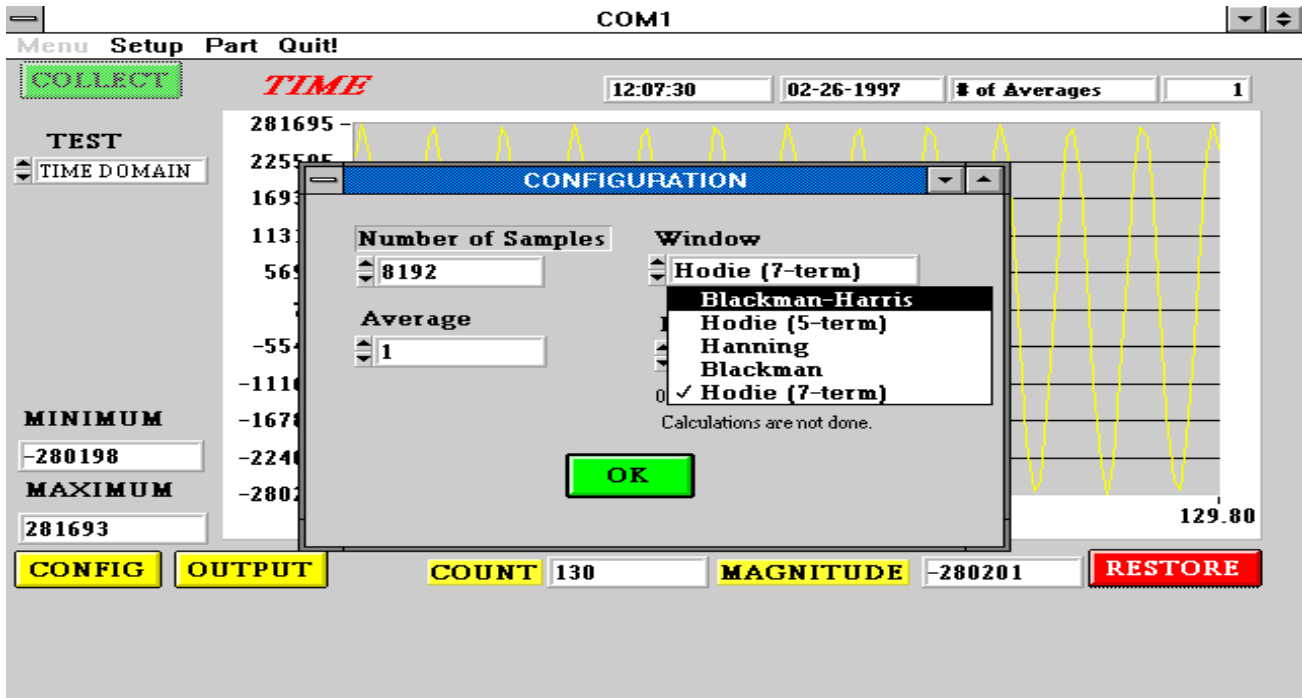 COM1
Menu Setup Part Quit!
COLLECT
TIME
12:07:30
02-26-1997
# of Averages
1
TEST
TIME DOMAIN
281695
CONFIGURATION
Number of Samples
8192
Average
1
Window
Hodie (7-term)
Blackman-Harris
Hodie (5-term)
Hanning
Blackman
✓ Hodie (7-term)
Calculations are not done.
OK
MINIMUM
-280198
MAXIMUM
281693
129.80
CONFIG
OUTPUT
COUNT
130
MAGNITUDE
-280201
RESTORE